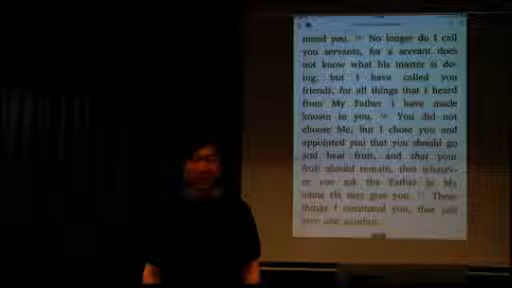 mand you. No longer do I call
you servants, for a servant does
not know what his master is do-
ing, but I have called you
friends, for all things that I heard
from My Father I have made
known to you. You did not
choose Me, but I chose you and
appointed you that you should go
and bear fruit, and that your
fruit should remain, that whatev-
er you ask the Father in My
name He may give you. These
things I command you, that you
love one another.